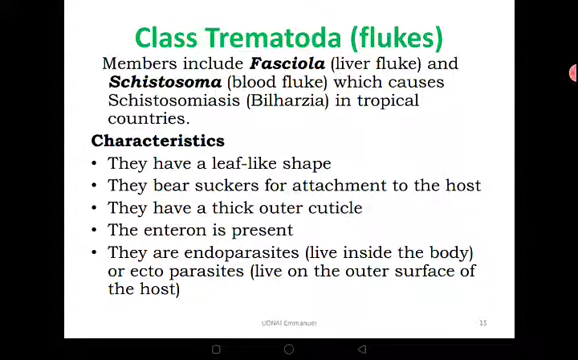 Class Trematoda (flukes)
Members include Fasciola (liver fluke) and
Schistosoma (blood fluke) which causes
Schistosomiasis (Bilharzia) in tropical
countries.
Characteristics
• They have a leaf-like shape
• They bear suckers for attachment to the host
• They have a thick outer cuticle
• The enteron is present
• They are endoparasites (live inside the body)
or ecto parasites (live on the outer surface of
the host)
Emmanuel
15